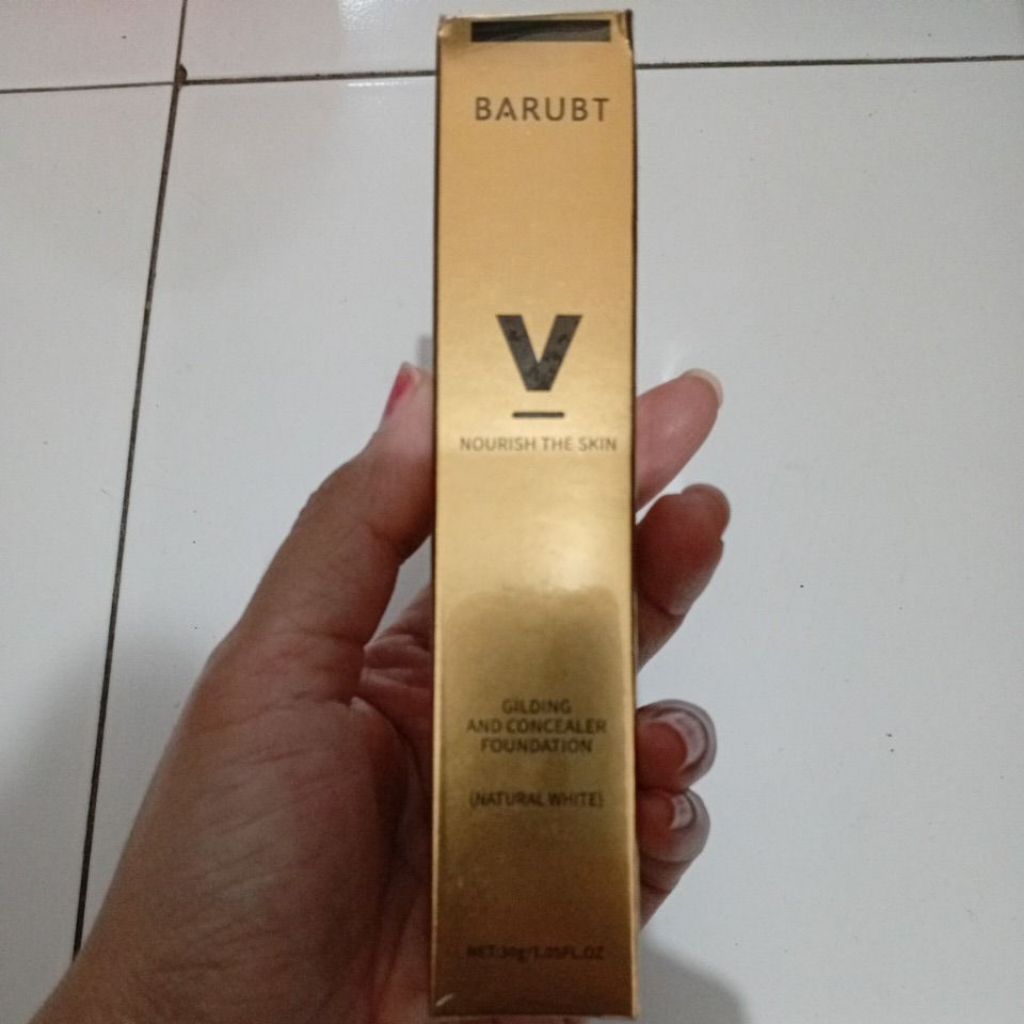 BARUBT
V
NOURISH THE SKIN
GILDING
AND CONCEALER
FOUNDATION
(NATURAL WHITE)
NET:30g/1.05FL.OZ